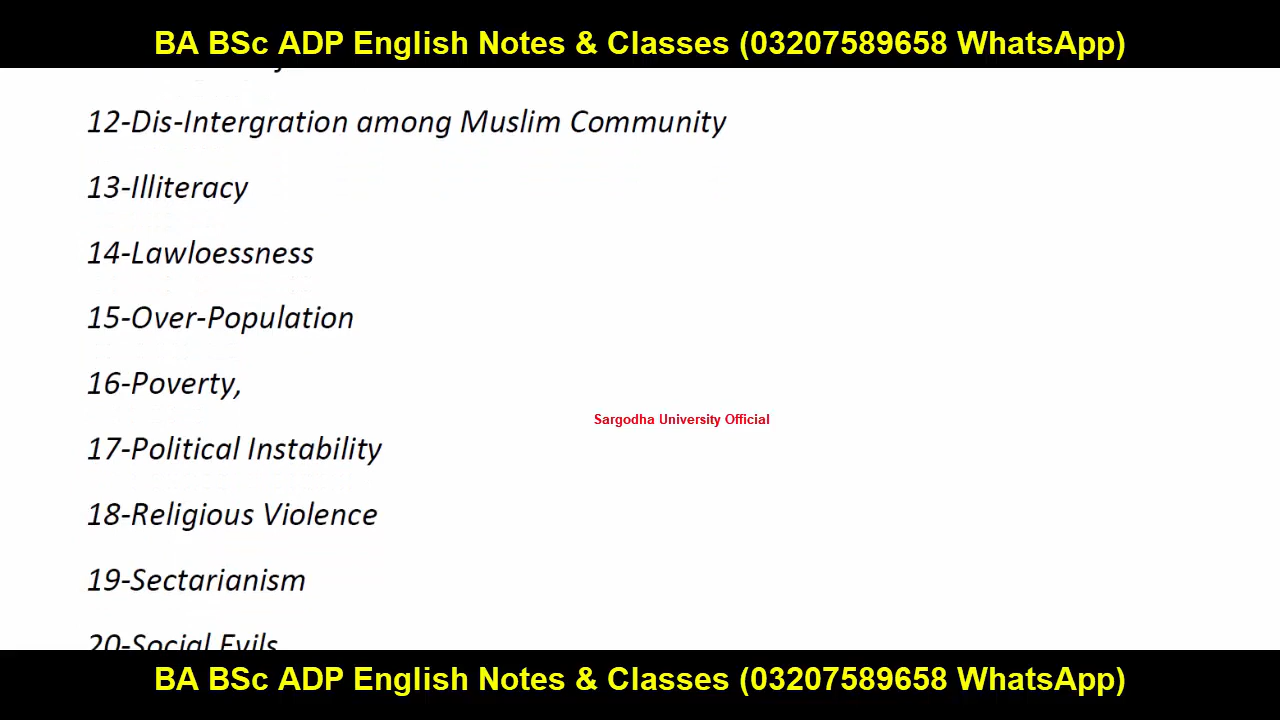 BA BSc ADP English Notes & Classes (03207589658 WhatsApp)
12-Dis-Intergration among Muslim Community
13-Illiteracy
14-Lawloessness
15-Over-Population
16-Poverty,
Sargodha University Official
17-Political Instability
18-Religious Violence
19-Sectarianism
20-Social Evils
BA BSc ADP English Notes & Classes (03207589658 WhatsApp)